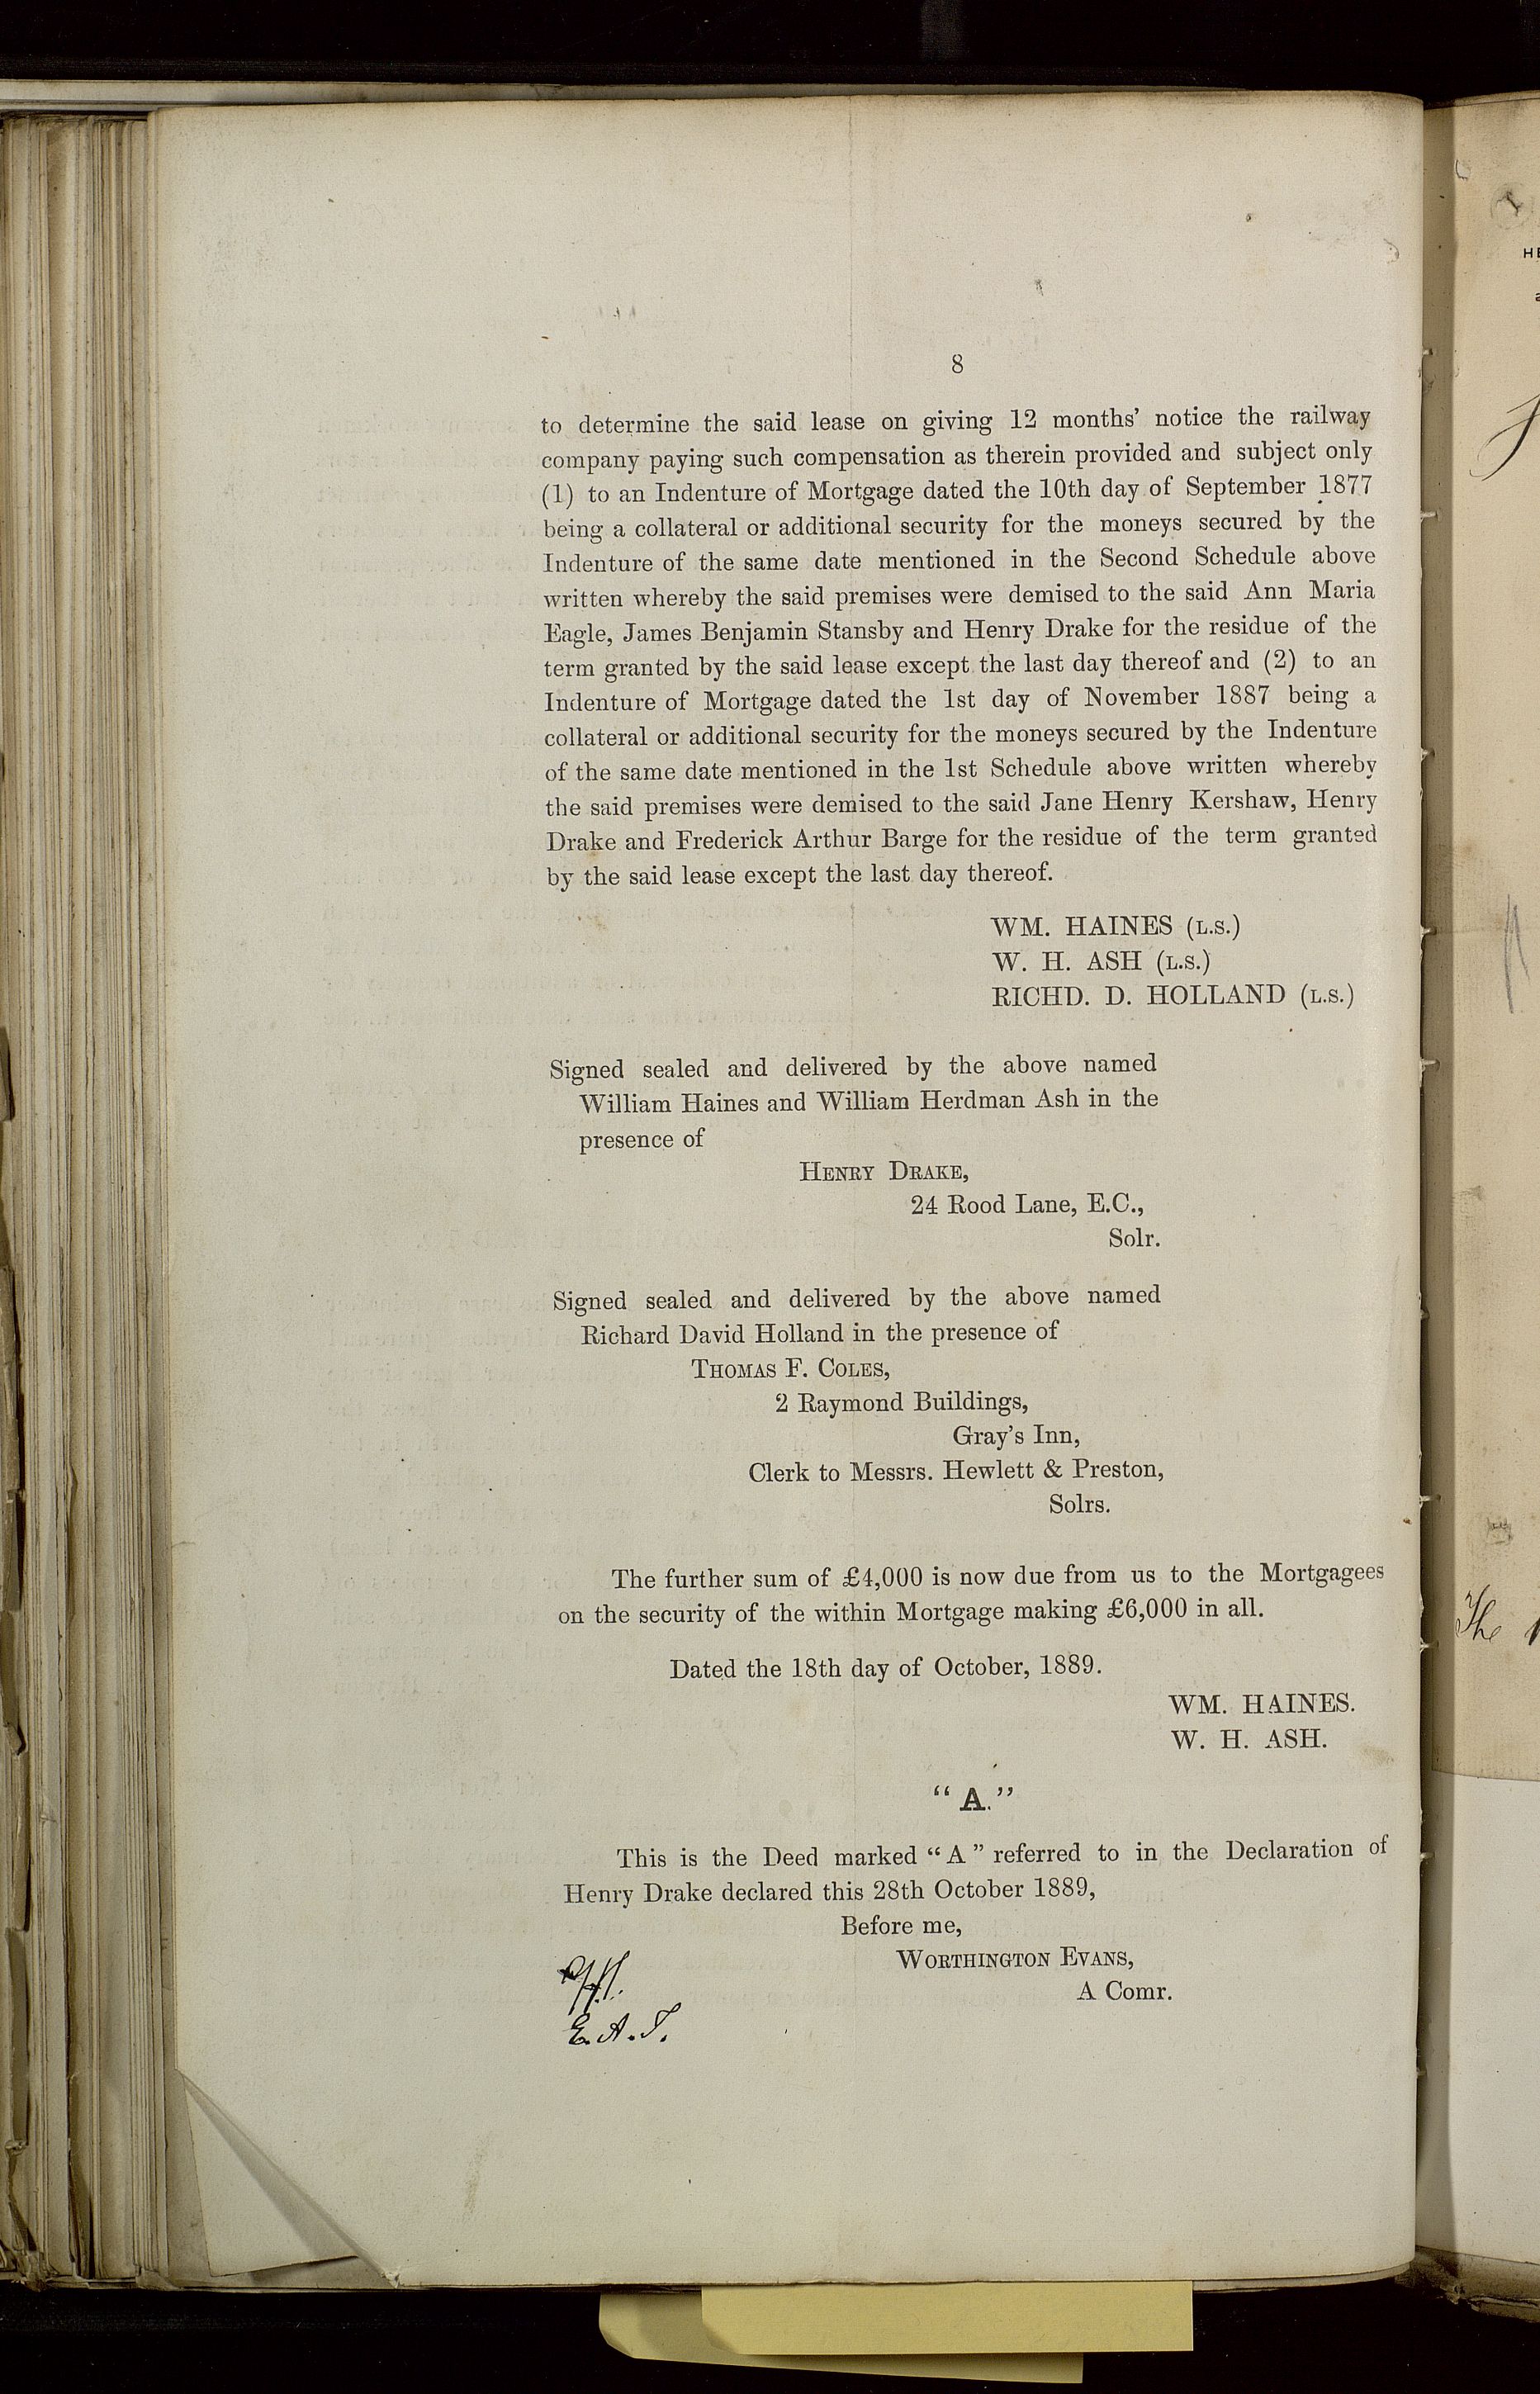 8
to determine the said lease on giving 12 months' notice the railway
company paying such compensation as therein provided and subject only
(1) to an Indenture of Mortgage dated the 10th day of September 1877
being a collateral or additional security for the moneys secured by the
Indenture of the same date mentioned in the Second Schedule above
written whereby the said premises were demised to the said Ann Maria
Eagle, James Benjamin Stansby and Henry Drake for the residue of the
term granted by the said lease except the last day thereof and (2) to an
Indenture of Mortgage dated the 1st day of November 1887 being a
collateral or additional security for the moneys secured by the Indenture
of the same date mentioned in the 1st Schedule above written whereby
the said premises were demised to the said Jane Henry Kershaw, Henry
Drake and Frederick Arthur Barge for the residue of the term granted
by the said lease except the last day thereof.
WM. HAINES (L.S.)
W. H. ASH (L.S.)
RICHD. D. HOLLAND (L.S.)
Signed sealed and delivered by the above named
William Haines and William Herdman Ash in the
presence of
HENRY DRAKE,
24 Rood Lane, E.C.,
Solr.
Signed sealed and delivered by the above named
Richard David Holland in the presence of
THOMAS F. COLES,
2 Raymond Buildings,
Gray's Inn,
Clerk to Messrs. Hewlett & Preston,
Solrs.
The further sum of £4,000 is now due from us to the Mortgagees
on the security of the within Mortgage making £6,000 in all.
Dated the 18th day of October, 1889.
WM. HAINES.
W. H. ASH.
"A."
This is the Deed marked "A" referred to in the Declaration of
Henry Drake declared this 28th October 1889,
Before me,
WORTHINGTON EVANS,
A Comr.
E. A. T.
The